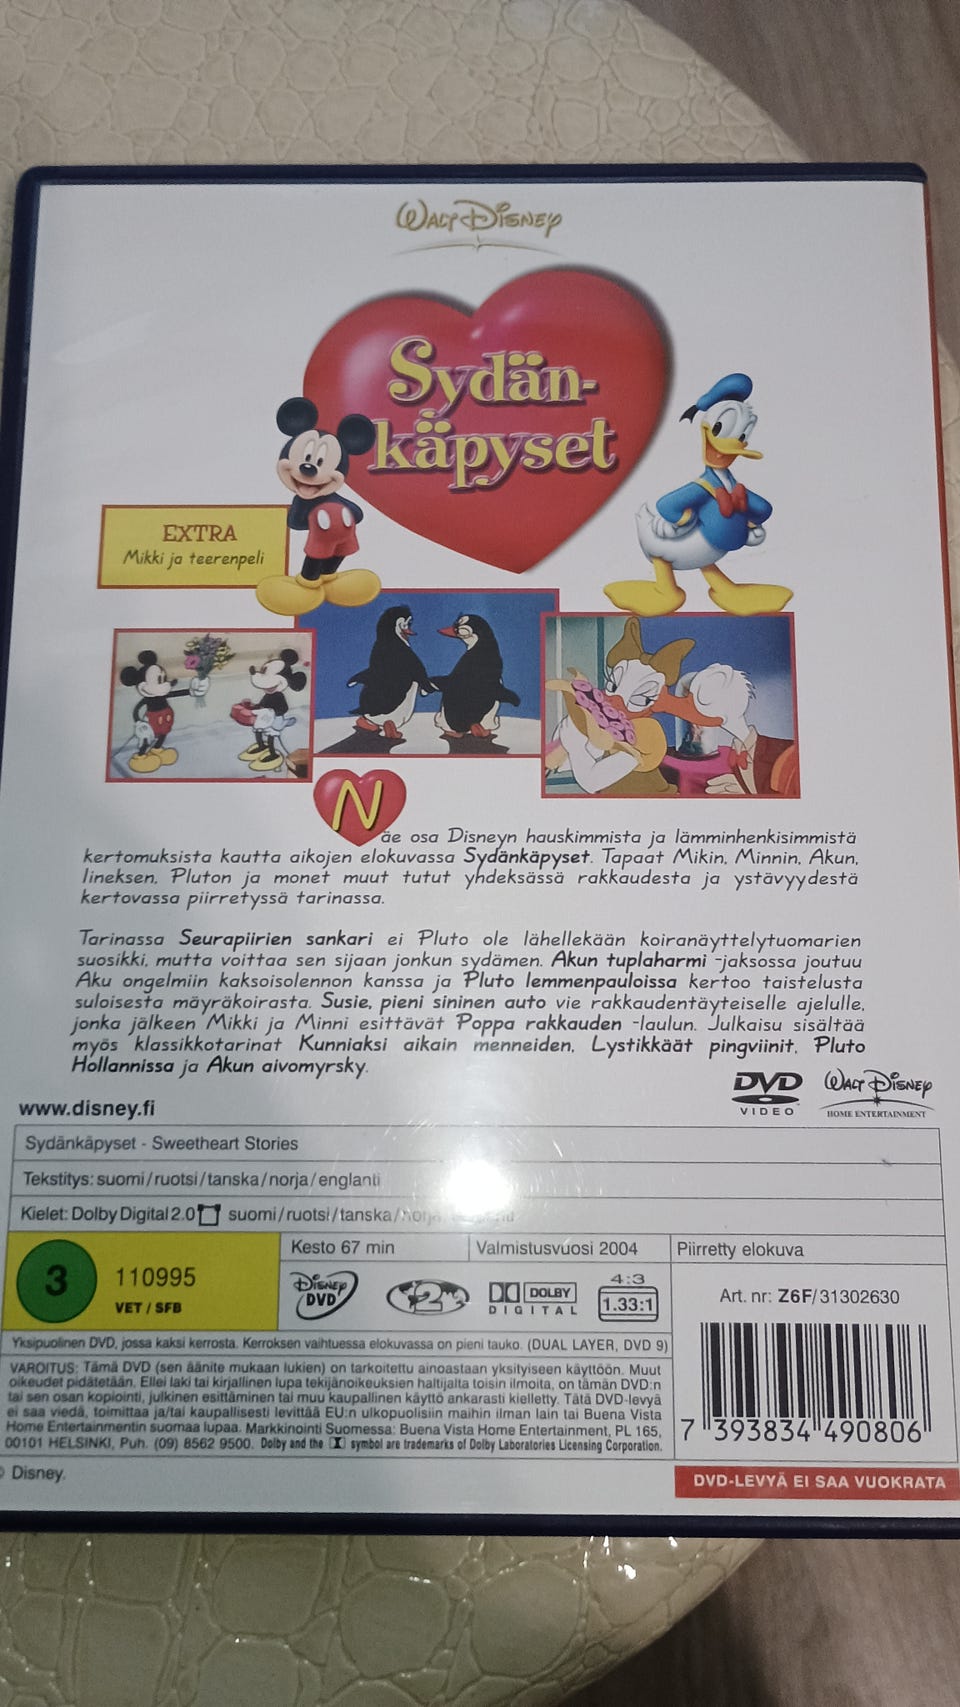 WALT DISNEY
Sydän-
käpyset
EXTRA
Mikki ja teerenpeli
Näe osa Disneyn hauskimmista ja lämminhenkisimmistä
kertomuksista kautta aikojen elokuvassa Sydänkäpyset. Tapaat Mikin, Minnin, Akun,
Iineksen, Pluton ja monet muut tutut yhdeksässä rakkaudesta ja ystävyydestä
kertovassa piirretyssä tarinassa.
Tarinassa Seurapiirien sankari ei Pluto ole lähellekään koiranäyttelytuomarien
suosikki, mutta voittaa sen sijaan jonkun sydämen. Akun tuplaharmi -jaksossa joutuu
Aku ongelmiin kaksoisolennon kanssa ja Pluto lemmenpauloissa kertoo taistelusta
suloisesta mäyräkoirasta. Susie, pieni sininen auto vie rakkaudentäyteiselle ajelulle,
jonka jälkeen Mikki ja Minni esittävät Poppa rakkauden -laulun. Julkaisu sisältää
myös klassikkotarinat Kunniaksi aikain menneiden, Lystikkäät pingviinit, Pluto
Hollannissa ja Akun aivomyrsky.
DVD VIDEO
WALT DISNEY HOME ENTERTAINMENT
www.disney.fi
Sydänkäpyset - Sweetheart Stories
Tekstitys: suomi/ruotsi/tanska/norja/englanti
Kielet: Dolby Digital 2.0 suomi/ruotsi/tanska/norja
3
110995
VET / SFB
Kesto 67 min
Valmistusvuosi 2004
Piirretty elokuva
DISNEY DVD
2
DOLBY DIGITAL
4:3
1.33:1
Art. nr: Z6F/31302630
Yksipuolinen DVD, jossa kaksi kerrosta. Kerroksen vaihtuessa elokuvassa on pieni tauko. (DUAL LAYER, DVD 9)
VAROITUS: Tämä DVD (sen äänite mukaan lukien) on tarkoitettu ainoastaan yksityiseen käyttöön. Muut
oikeudet pidätetään. Ellei laki tai kirjallinen lupa tekijänoikeuksien haltijalta toisin ilmoita, on tämän DVD:n
tai sen osan kopiointi, julkinen esittäminen tai muu kaupallinen käyttö ankarasti kielletty. Tätä DVD-levyä
ei saa viedä, toimittaa ja/tai kaupallisesti levittää EU:n ulkopuolisiin maihin ilman lain tai Buena Vista
Home Entertainmentin suomaa lupaa. Markkinointi Suomessa: Buena Vista Home Entertainment, PL 165,
00101 HELSINKI, Puh. (09) 8562 9500. Dolby and the symbol are trademarks of Dolby Laboratories Licensing Corporation.
7 393834 490806
© Disney.
DVD-LEVYÄ EI SAA VUOKRATA